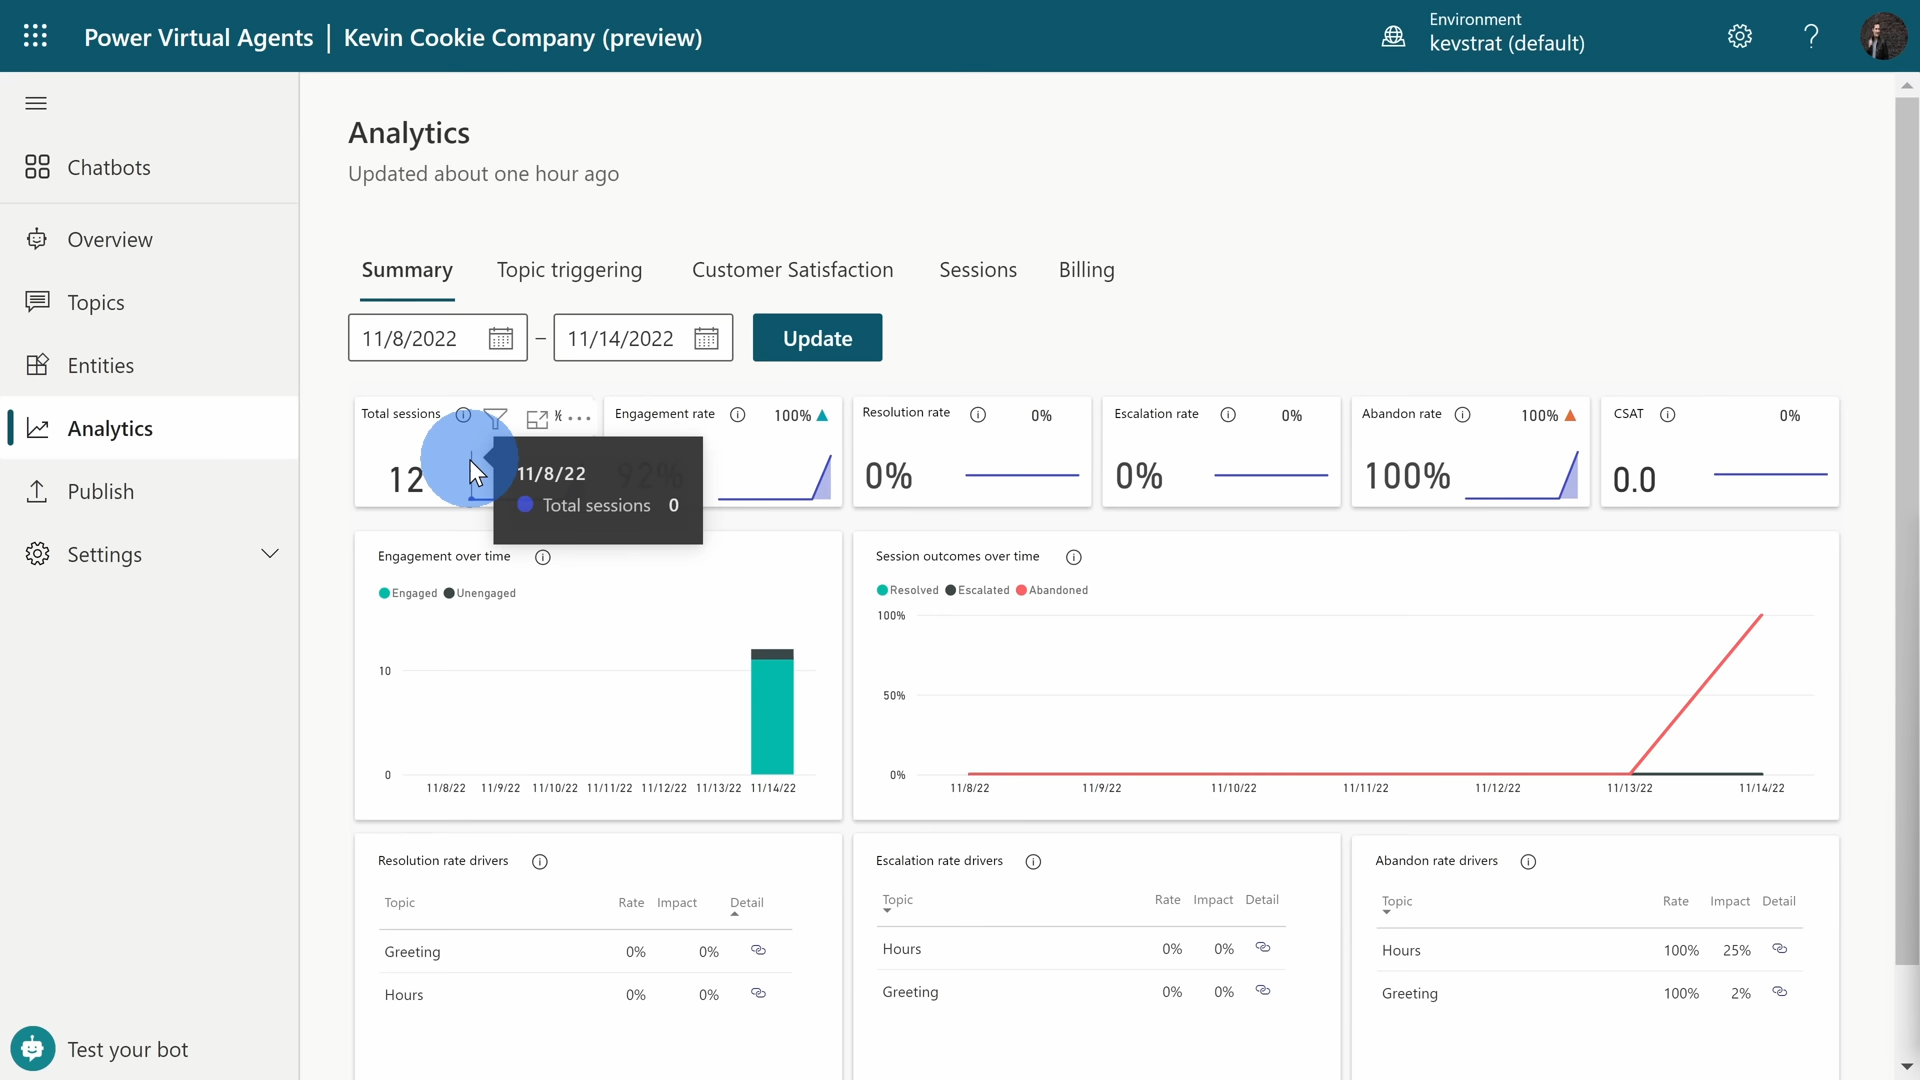 Power Virtual Agents | Kevin Cookie Company (preview)
Environment
kevstrat (default)
?
Chatbots
Overview
Topics
Entities
Analytics
Publish
Settings
Test your bot
Analytics
Updated about one hour ago
Summary Topic triggering Customer Satisfaction Sessions Billing
11/8/2022 – 11/14/2022 Update
Total sessions %
12
11/8/22
Total sessions 0
Engagement rate 100%
92%
Resolution rate 0%
0%
Escalation rate 0%
0%
Abandon rate 100%
100%
CSAT 0%
0.0
Engagement over time
Engaged Unengaged
10
0
11/8/22 11/9/22 11/10/22 11/11/22 11/12/22 11/13/22 11/14/22
Session outcomes over time
Resolved Escalated Abandoned
100%
50%
0%
11/8/22 11/9/22 11/10/22 11/11/22 11/12/22 11/13/22 11/14/22
Resolution rate drivers
Topic Rate Impact Detail
Greeting 0% 0%
Hours 0% 0%
Escalation rate drivers
Topic Rate Impact Detail
Hours 0% 0%
Greeting 0% 0%
Abandon rate drivers
Topic Rate Impact Detail
Hours 100% 25%
Greeting 100% 2%